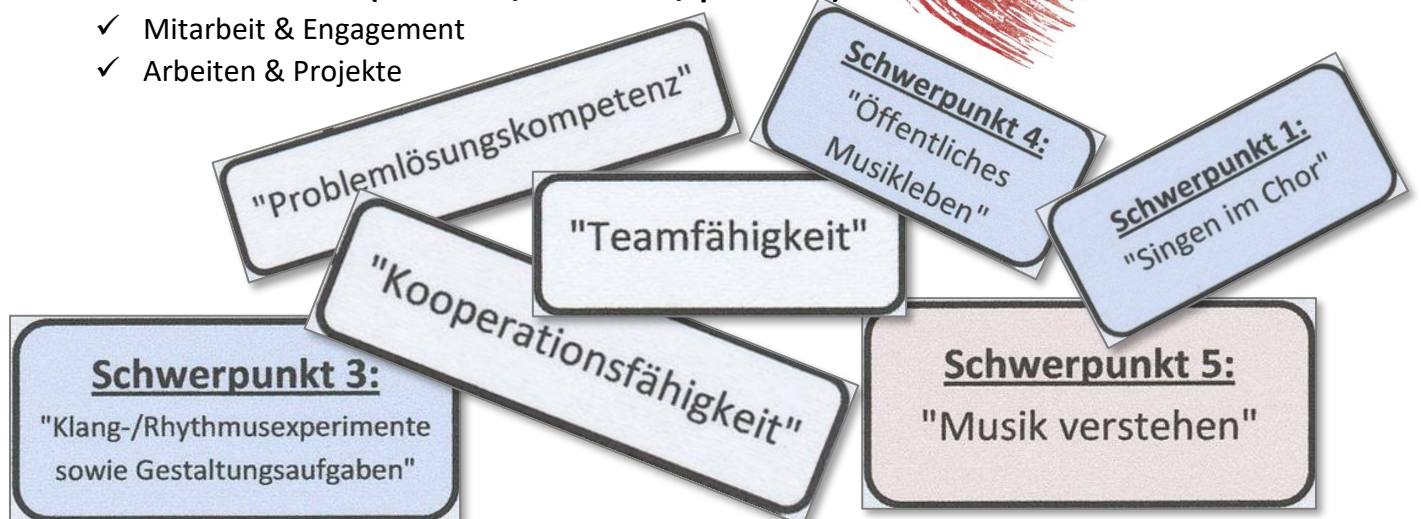 ✓ Mitarbeit & Engagement
✓ Arbeiten & Projekte
"Problemlösungskompetenz"
Schwerpunkt 4:
"Öffentliches
Musikleben"
Schwerpunkt 1:
"Singen im Chor"
"Teamfähigkeit"
"Kooperationsfähigkeit"
Schwerpunkt 3:
"Klang-/Rhythmusexperimente
sowie Gestaltungsaufgaben"
Schwerpunkt 5:
"Musik verstehen"